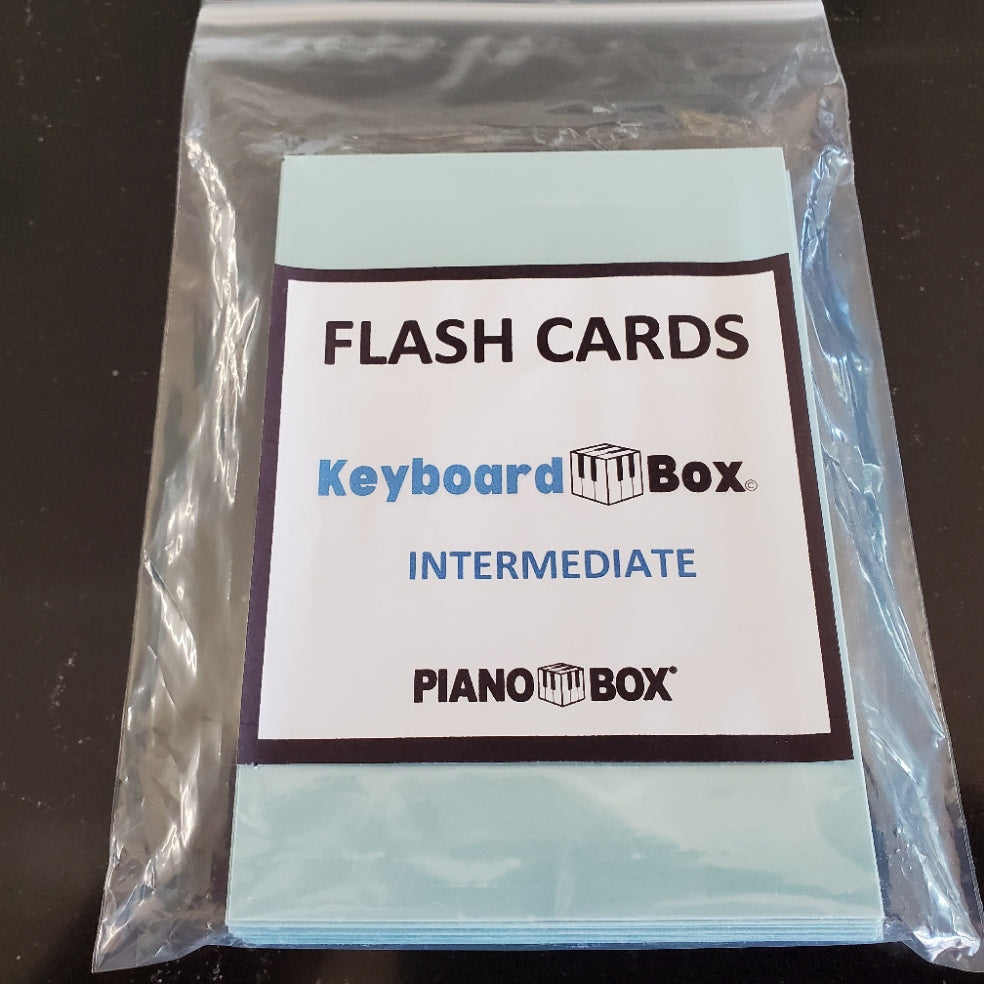 FLASH CARDS
Keyboard Box©
INTERMEDIATE
PIANO BOX®